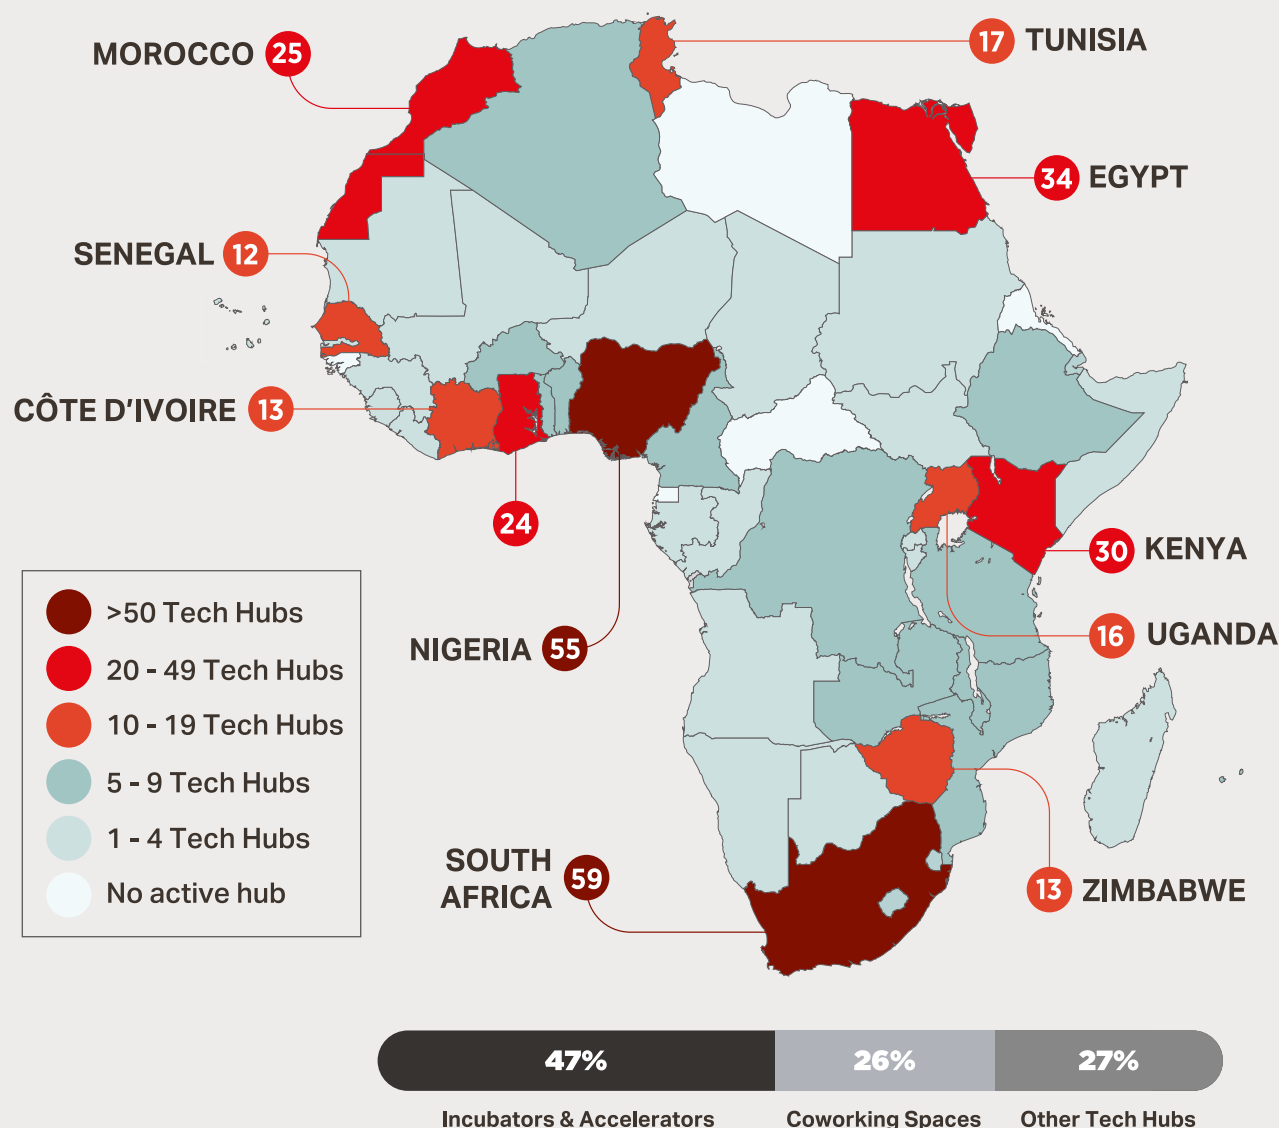 MOROCCO 25
17 TUNISIA
34 EGYPT
SENEGAL 12
CÔTE D'IVOIRE 13
24
30 KENYA
NIGERIA 55
16 UGANDA
>50 Tech Hubs
20 - 49 Tech Hubs
10 - 19 Tech Hubs
5 - 9 Tech Hubs
1 - 4 Tech Hubs
No active hub
SOUTH
AFRICA
59
13 ZIMBABWE
47% 26% 27%
Incubators & Accelerators Coworking Spaces Other Tech Hubs